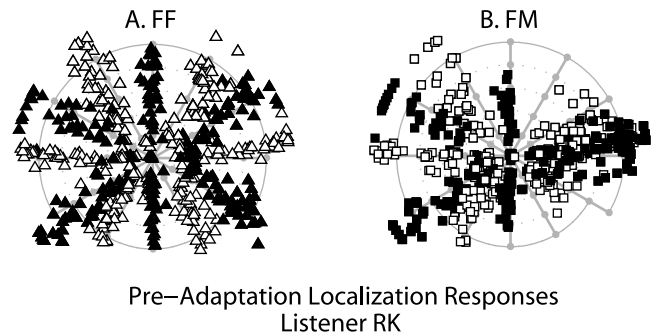 A. FF
B. FM
Pre−Adaptation Localization Responses
Listener RK